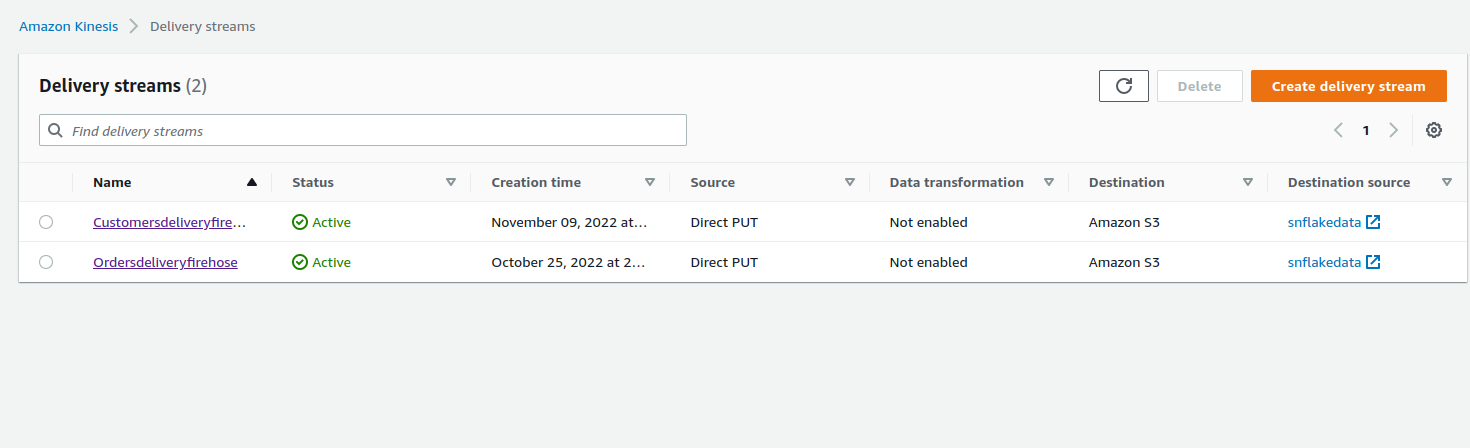 Amazon Kinesis > Delivery streams
Delivery streams (2)
Delete
Create delivery stream
Find delivery streams
1
Name Status Creation time Source Data transformation Destination Destination source
Customersdeliveryfire... Active November 09, 2022 at... Direct PUT Not enabled Amazon S3 snflakedata
Ordersdeliveryfirehose Active October 25, 2022 at 2... Direct PUT Not enabled Amazon S3 snflakedata